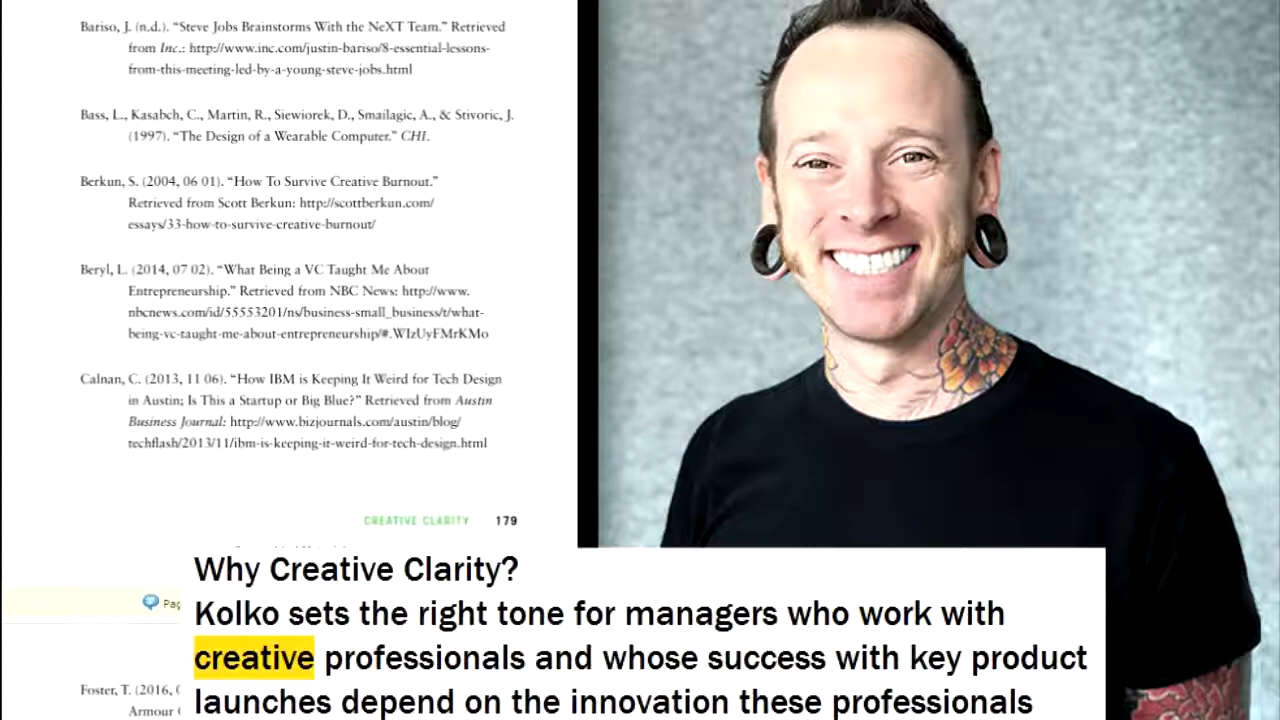 Bariso, J. (n.d.). “Steve Jobs Brainstorms With the NeXT Team.” Retrieved
from Inc.: http://www.inc.com/justin-bariso/8-essential-lessons-
from-this-meeting-led-by-a-young-steve-jobs.html
Bass, L., Kasabch, C., Martin, R., Siewiorek, D., Smailagic, A., & Stivoric, J.
(1997). “The Design of a Wearable Computer.” CHI.
Berkun, S. (2004, 06 01). “How To Survive Creative Burnout.”
Retrieved from Scott Berkun: http://scottberkun.com/
essays/33-how-to-survive-creative-burnout/
Beryl, L. (2014, 07 02). “What Being a VC Taught Me About
Entrepreneurship.” Retrieved from NBC News: http://www.
nbcnews.com/id/55553201/ns/business-small_business/t/what-
being-vc-taught-me-about-entrepreneurship/#.WIzUyFMrKMo
Calnan, C. (2013, 11 06). “How IBM is Keeping It Weird for Tech Design
in Austin; Is This a Startup or Big Blue?” Retrieved from Austin
Business Journal: http://www.bizjournals.com/austin/blog/
techflash/2013/11/ibm-is-keeping-it-weird-for-tech-design.html
CREATIVE CLARITY 179
Why Creative Clarity?
Kolko sets the right tone for managers who work with
creative professionals and whose success with key product
launches depend on the innovation these professionals
Pag
Foster, T. (2016,
Armour